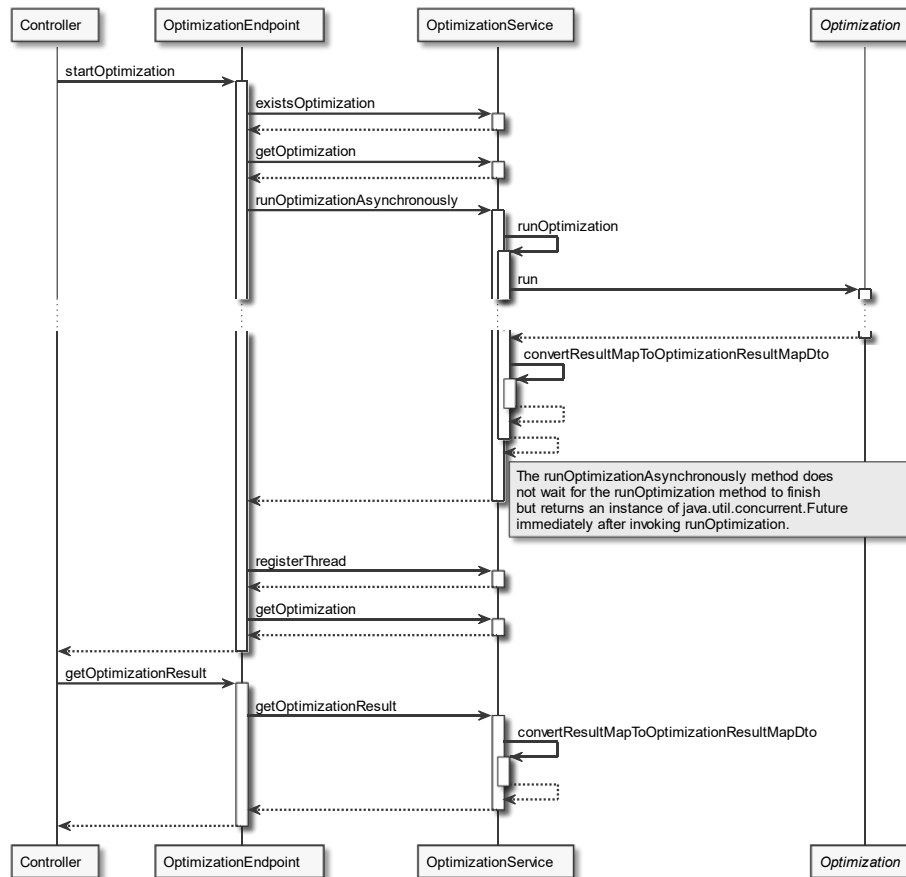 Controller
OptimizationEndpoint
OptimizationService
Optimization
startOptimization
existsOptimization
getOptimization
runOptimizationAsynchronously
runOptimization
run
convertResultMapToOptimizationResultMapDto
The runOptimizationAsynchronously method does
not wait for the runOptimization method to finish
but returns an instance of java.util.concurrent.Future
immediately after invoking runOptimization.
registerThread
getOptimization
getOptimizationResult
getOptimizationResult
convertResultMapToOptimizationResultMapDto
Controller
OptimizationEndpoint
OptimizationService
Optimization